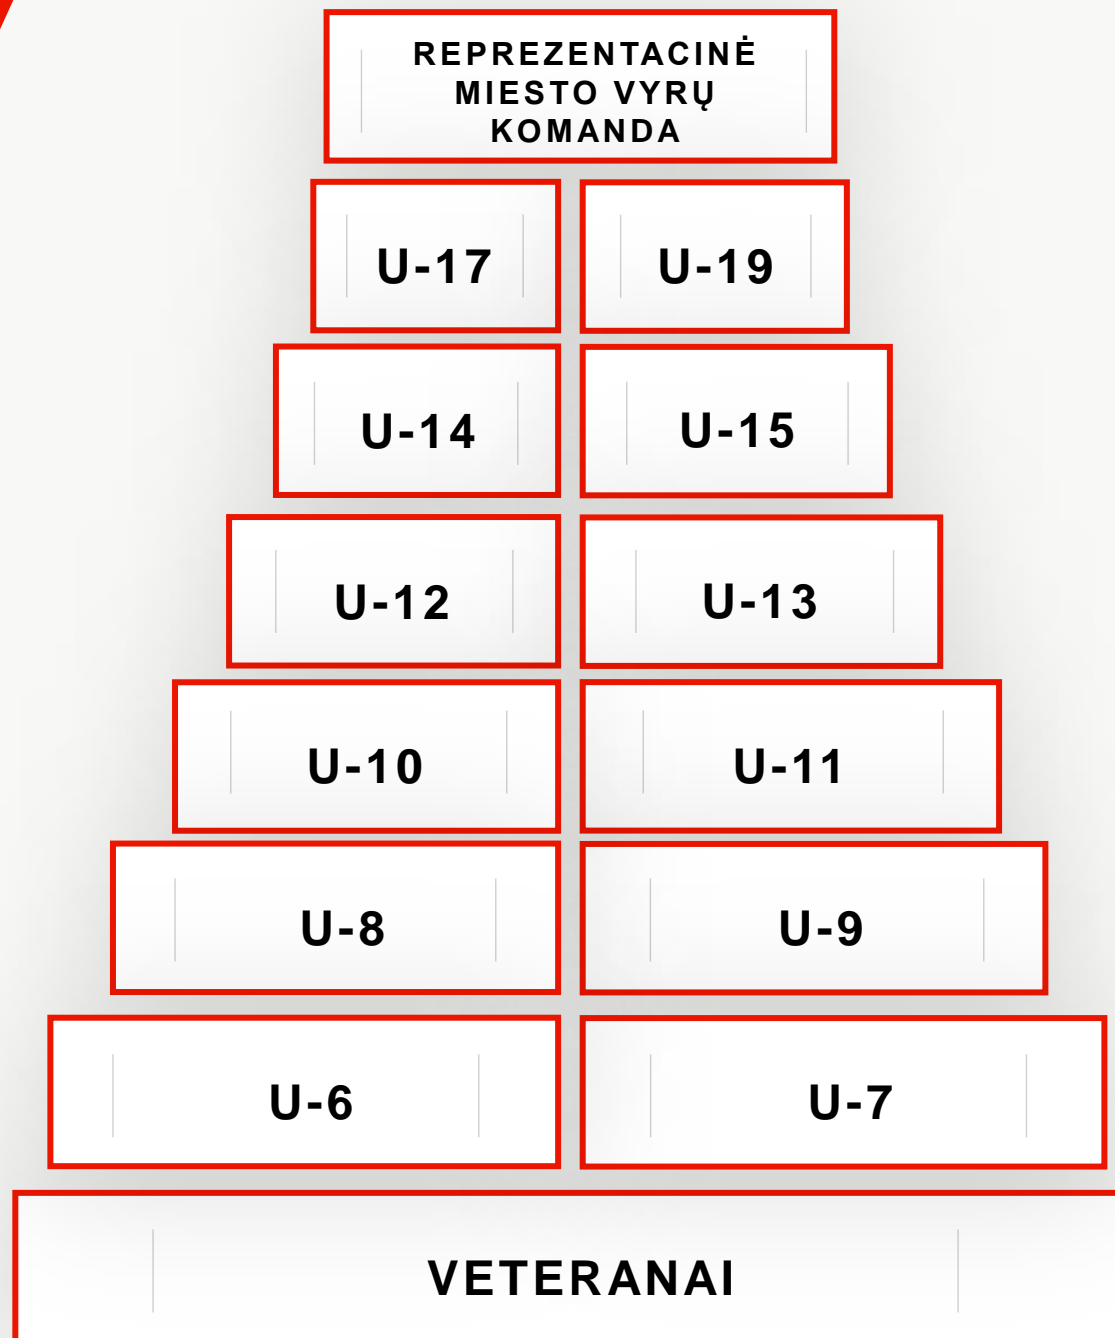 REPREZENTACINĖ
MIESTO VYRŲ
KOMANDA
U-17
U-19
U-14
U-15
U-12
U-13
U-10
U-11
U-8
U-9
U-6
U-7
VETERANAI